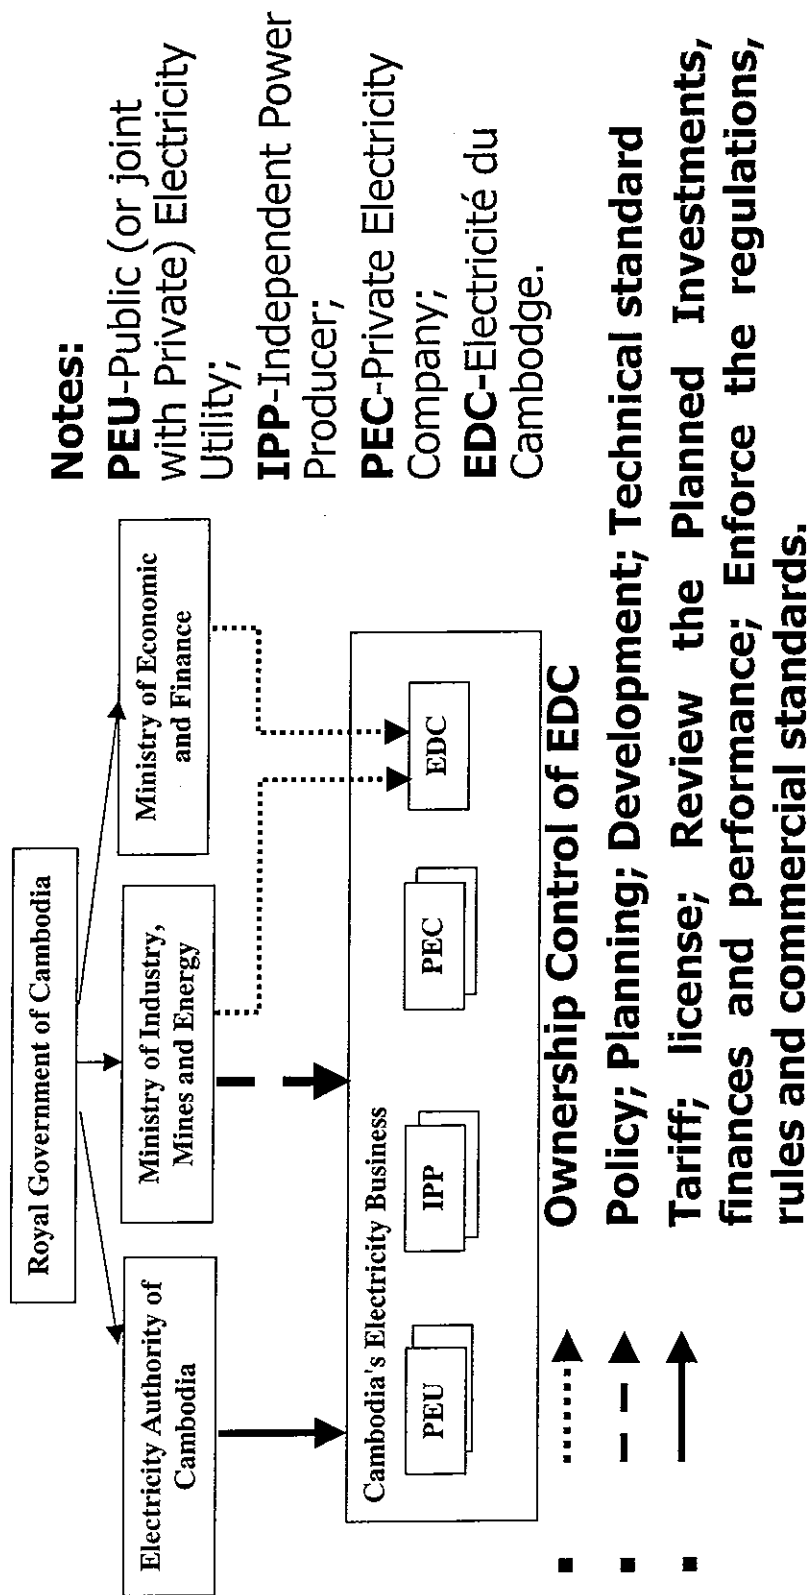 Royal Government of Cambodia
Electricity Authority of
Cambodia
Ministry of Industry,
Mines and Energy
Ministry of Economic
and Finance
Cambodia's Electricity Business
PEU
IPP
PEC
EDC
Notes:
PEU-Public (or joint
with Private) Electricity
Utility;
IPP-Independent Power
Producer;
PEC-Private Electricity
Company;
EDC-Electricité du
Cambodge.
Ownership Control of EDC
Policy; Planning; Development; Technical standard
Tariff; license; Review the Planned Investments,
finances and performance; Enforce the regulations,
rules and commercial standards.